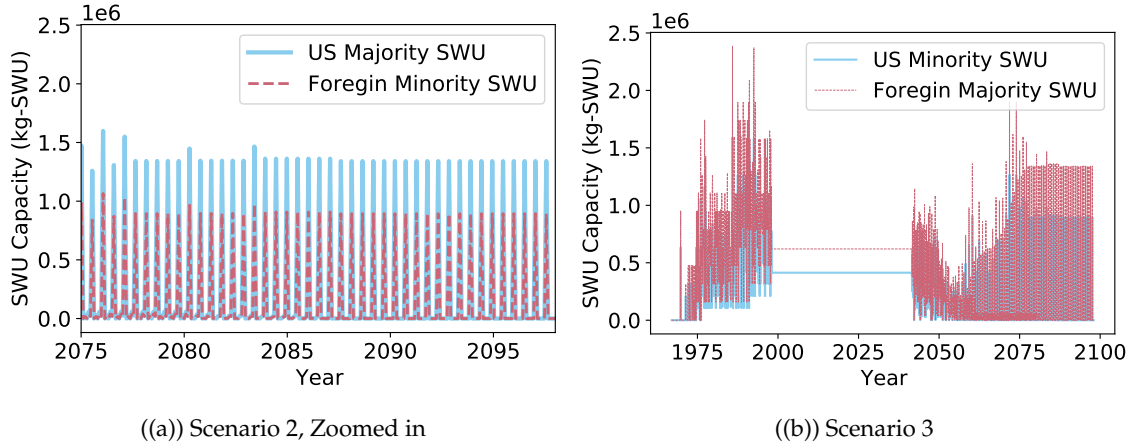 1e6
2.5
2.0
1.5
1.0
0.5
0.0
SWU Capacity (kg-SWU)
US Majority SWU
Foregin Minority SWU
2075 2080 2085 2090 2095
Year
((a)) Scenario 2, Zoomed in
1e6
2.5
2.0
1.5
1.0
0.5
0.0
SWU Capacity (kg-SWU)
US Minority SWU
Foregin Majority SWU
1975 2000 2025 2050 2075 2100
Year
((b)) Scenario 3